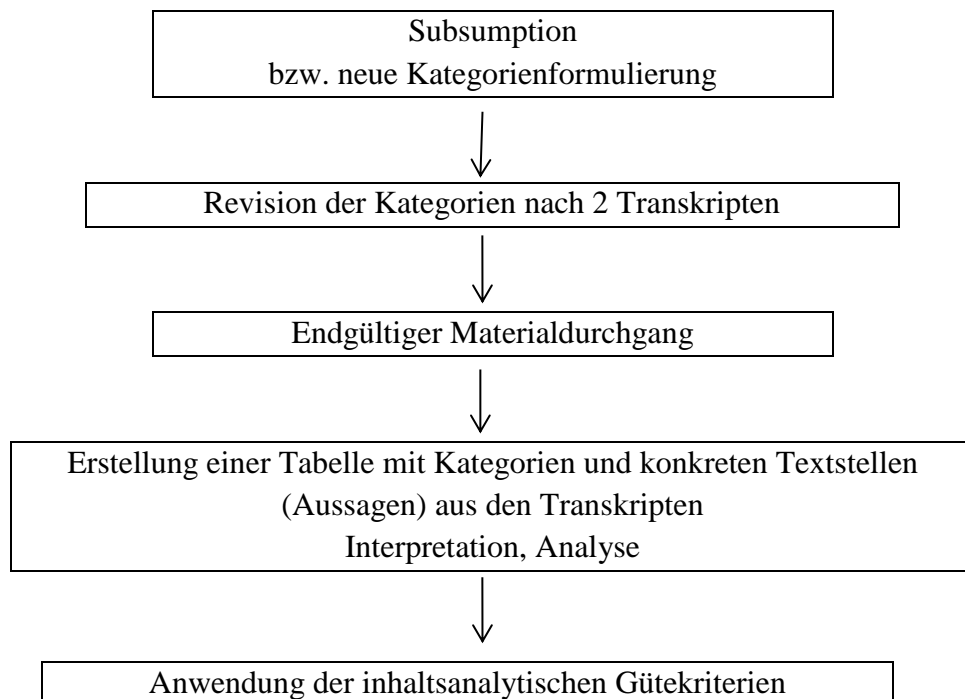 Subsumption
bzw. neue Kategorienformulierung
Revision der Kategorien nach 2 Transkripten
Endgültiger Materialdurchgang
Erstellung einer Tabelle mit Kategorien und konkreten Textstellen
(Aussagen) aus den Transkripten
Interpretation, Analyse
Anwendung der inhaltsanalytischen Gütekriterien